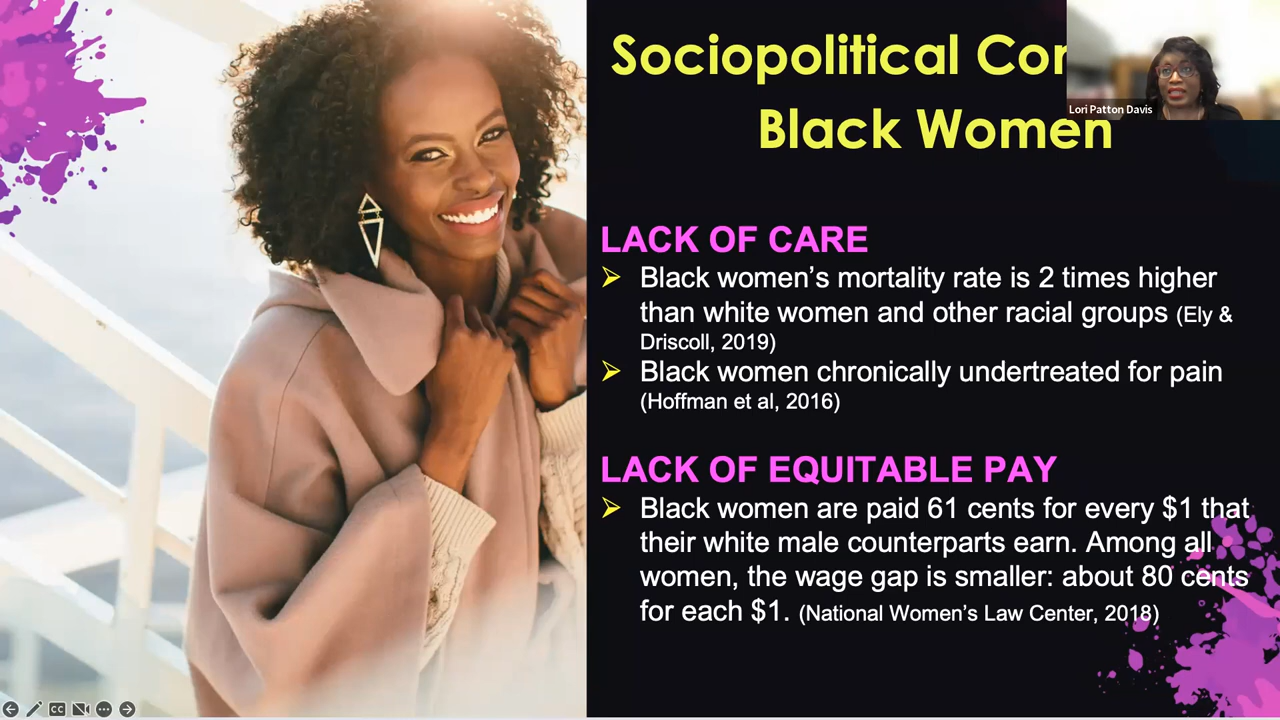 Sociopolitical Con
Black Women
Lori Patton Davis
LACK OF CARE
Black women’s mortality rate is 2 times higher
than white women and other racial groups (Ely &
Driscoll, 2019)
Black women chronically undertreated for pain
(Hoffman et al, 2016)
LACK OF EQUITABLE PAY
Black women are paid 61 cents for every $1 that
their white male counterparts earn. Among all
women, the wage gap is smaller: about 80 cents
for each $1. (National Women’s Law Center, 2018)
CC